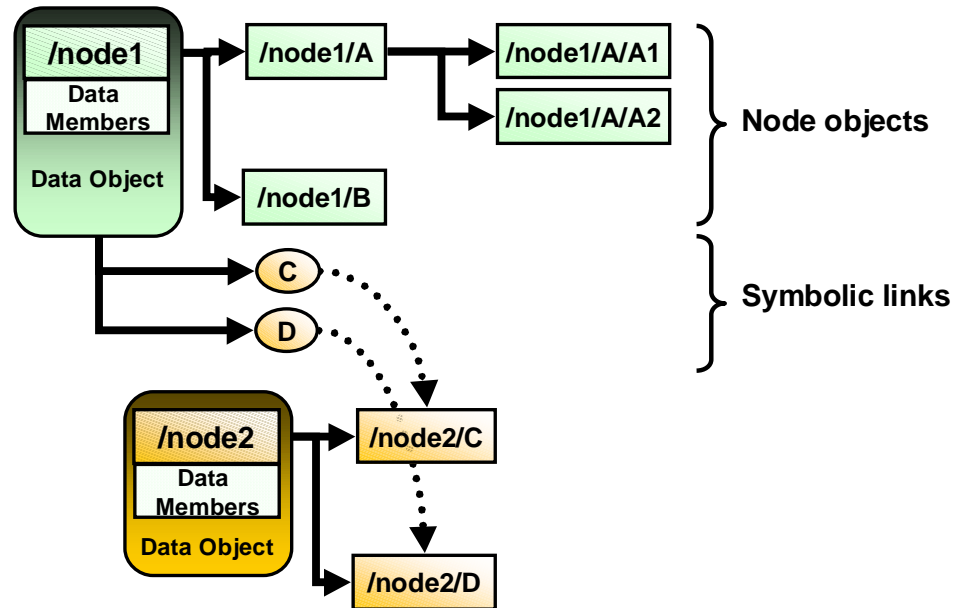 /node1
Data
Members
Data Object
/node1/A
/node1/B
/node1/A/A1
/node1/A/A2
Node objects
C
D
Symbolic links
/node2
Data
Members
Data Object
/node2/C
/node2/D